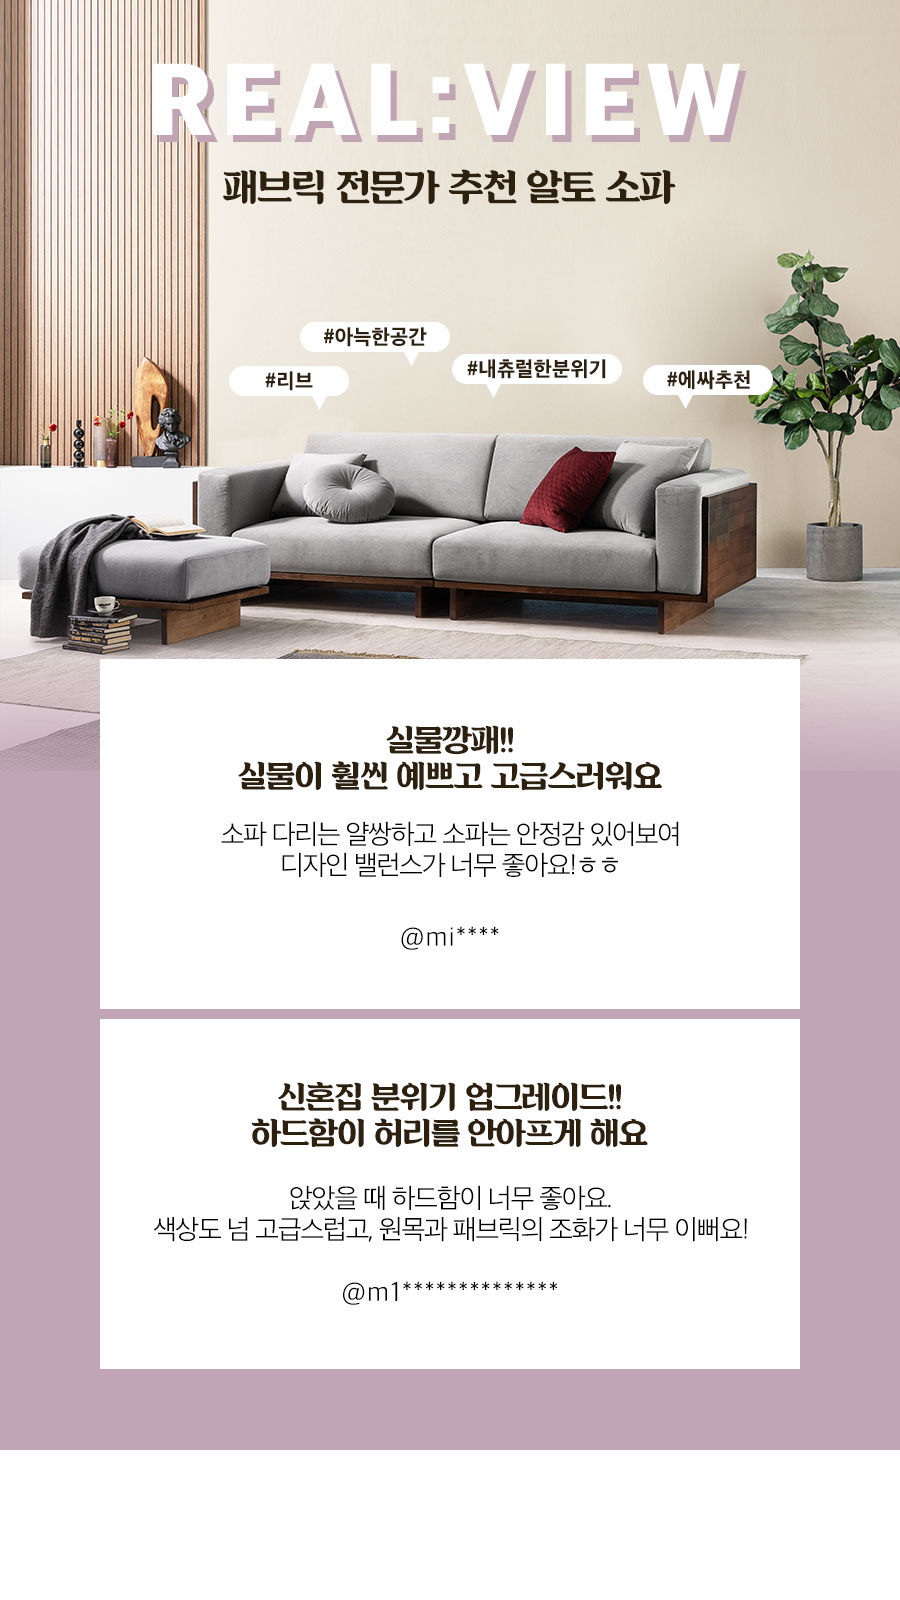 REAL:VIEW
패브릭 전문가 추천 알토 소파
#아늑한공간
#내츄럴한분위기
#리브
#에싸추천
실물깡패!!
실물이 훨씬 예쁘고 고급스러워요
소파 다리는 얄쌍하고 소파는 안정감 있어보여
디자인 밸런스가 너무 좋아요!ㅎㅎ
@mi****
신혼집 분위기 업그레이드!!
하드함이 허리를 안아프게 해요
앉았을 때 하드함이 너무 좋아요.
색상도 넘 고급스럽고, 원목과 패브릭의 조화가 너무 이뻐요!
@m1**************